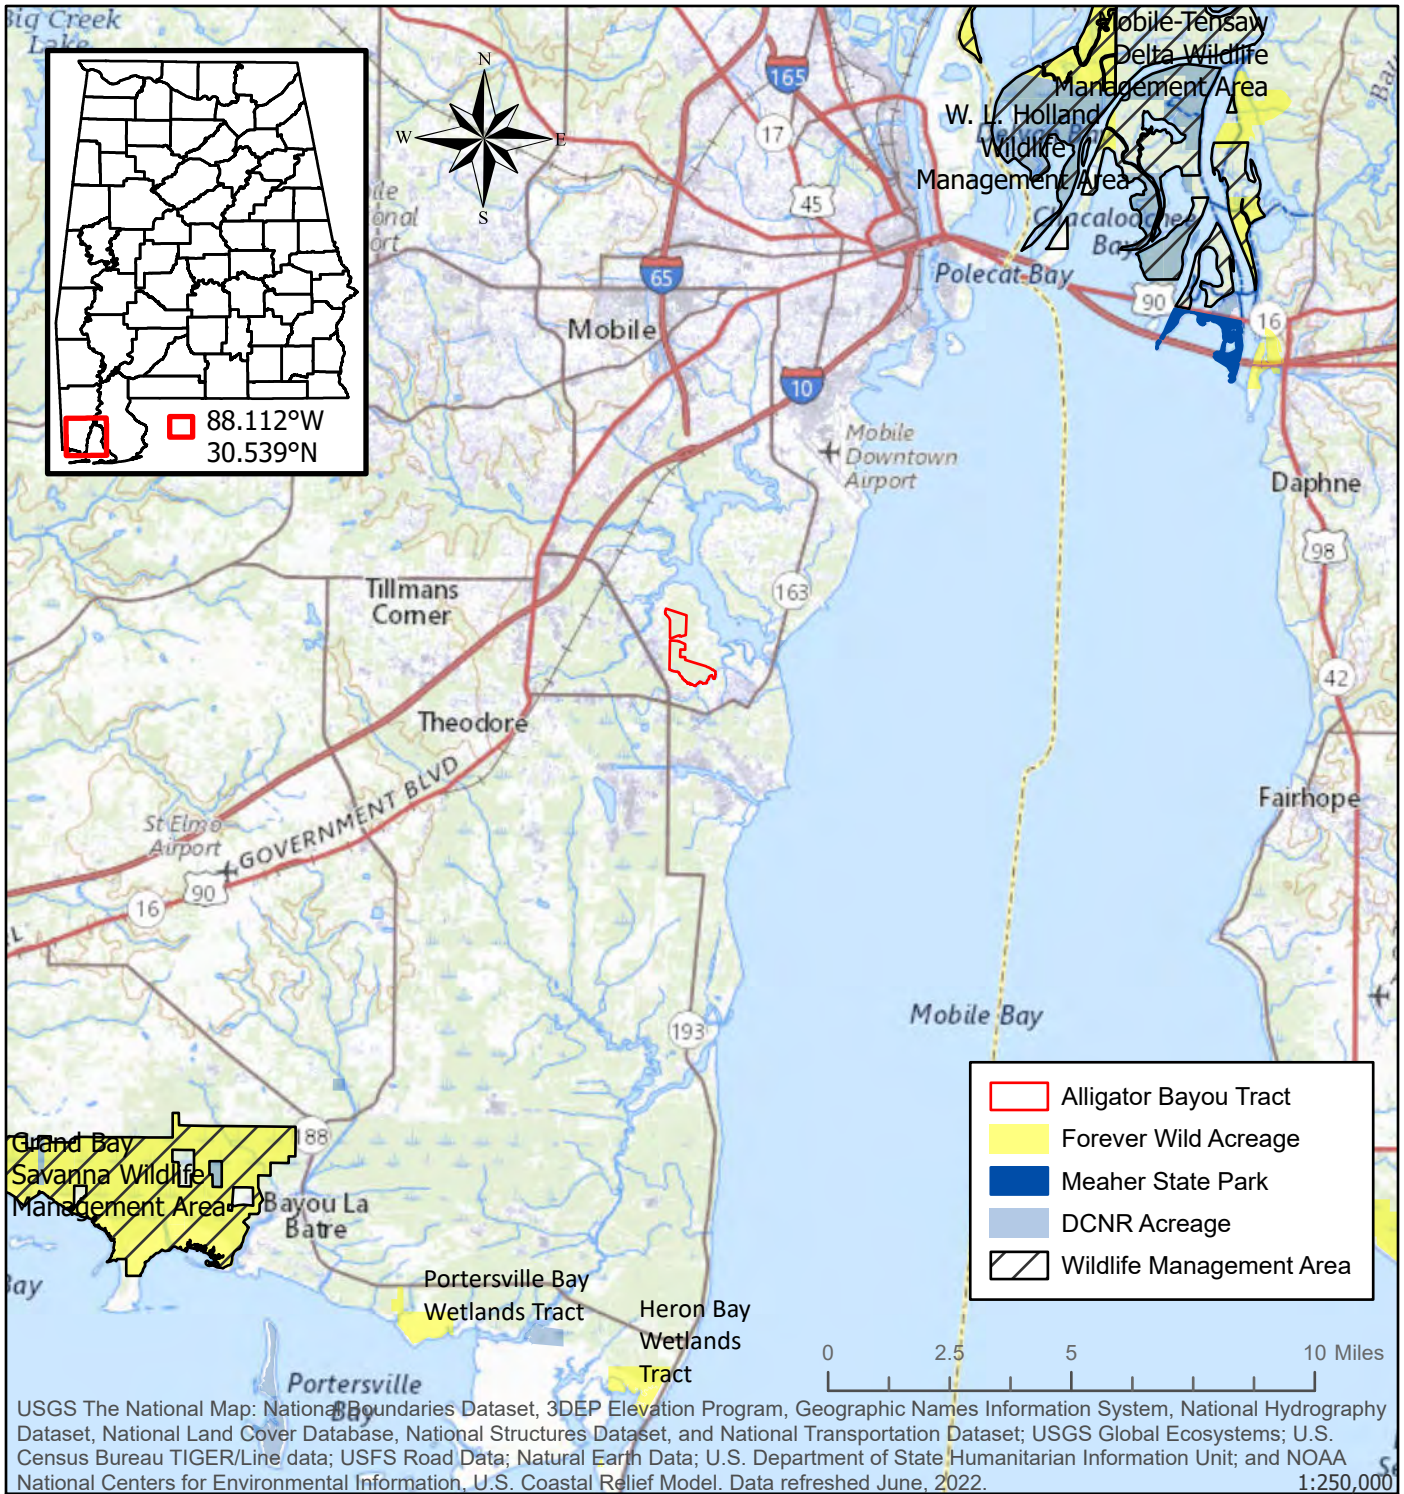 Big Creek
Lake
N
W
E
S
88.112°W
30.539°N
165
17
45
65
Mobile
10
Mobile
Downtown
Airport
Mobile-Tensaw
Delta Wildlife
Management Area
W. L. Holland
Wildlife
Management Area
Chacaloochee
Bay
Polecat Bay
90
16
Daphne
98
42
Fairhope
Tillmans
Corner
163
Theodore
GOVERNMENT BLVD
St Elmo
Airport
90
16
193
Mobile Bay
188
Grand Bay
Savanna Wildlife
Management Area
Bayou La
Batre
Bay
Portersville Bay
Wetlands Tract
Heron Bay
Wetlands
Tract
Portersville
Bay
Alligator Bayou Tract
Forever Wild Acreage
Meaher State Park
DCNR Acreage
Wildlife Management Area
0 2.5 5 10 Miles
USGS The National Map: National Boundaries Dataset, 3DEP Elevation Program, Geographic Names Information System, National Hydrography
Dataset, National Land Cover Database, National Structures Dataset, and National Transportation Dataset; USGS Global Ecosystems; U.S.
Census Bureau TIGER/Line data; USFS Road Data; Natural Earth Data; U.S. Department of State Humanitarian Information Unit; and NOAA
National Centers for Environmental Information, U.S. Coastal Relief Model. Data refreshed June, 2022.
1:250,000